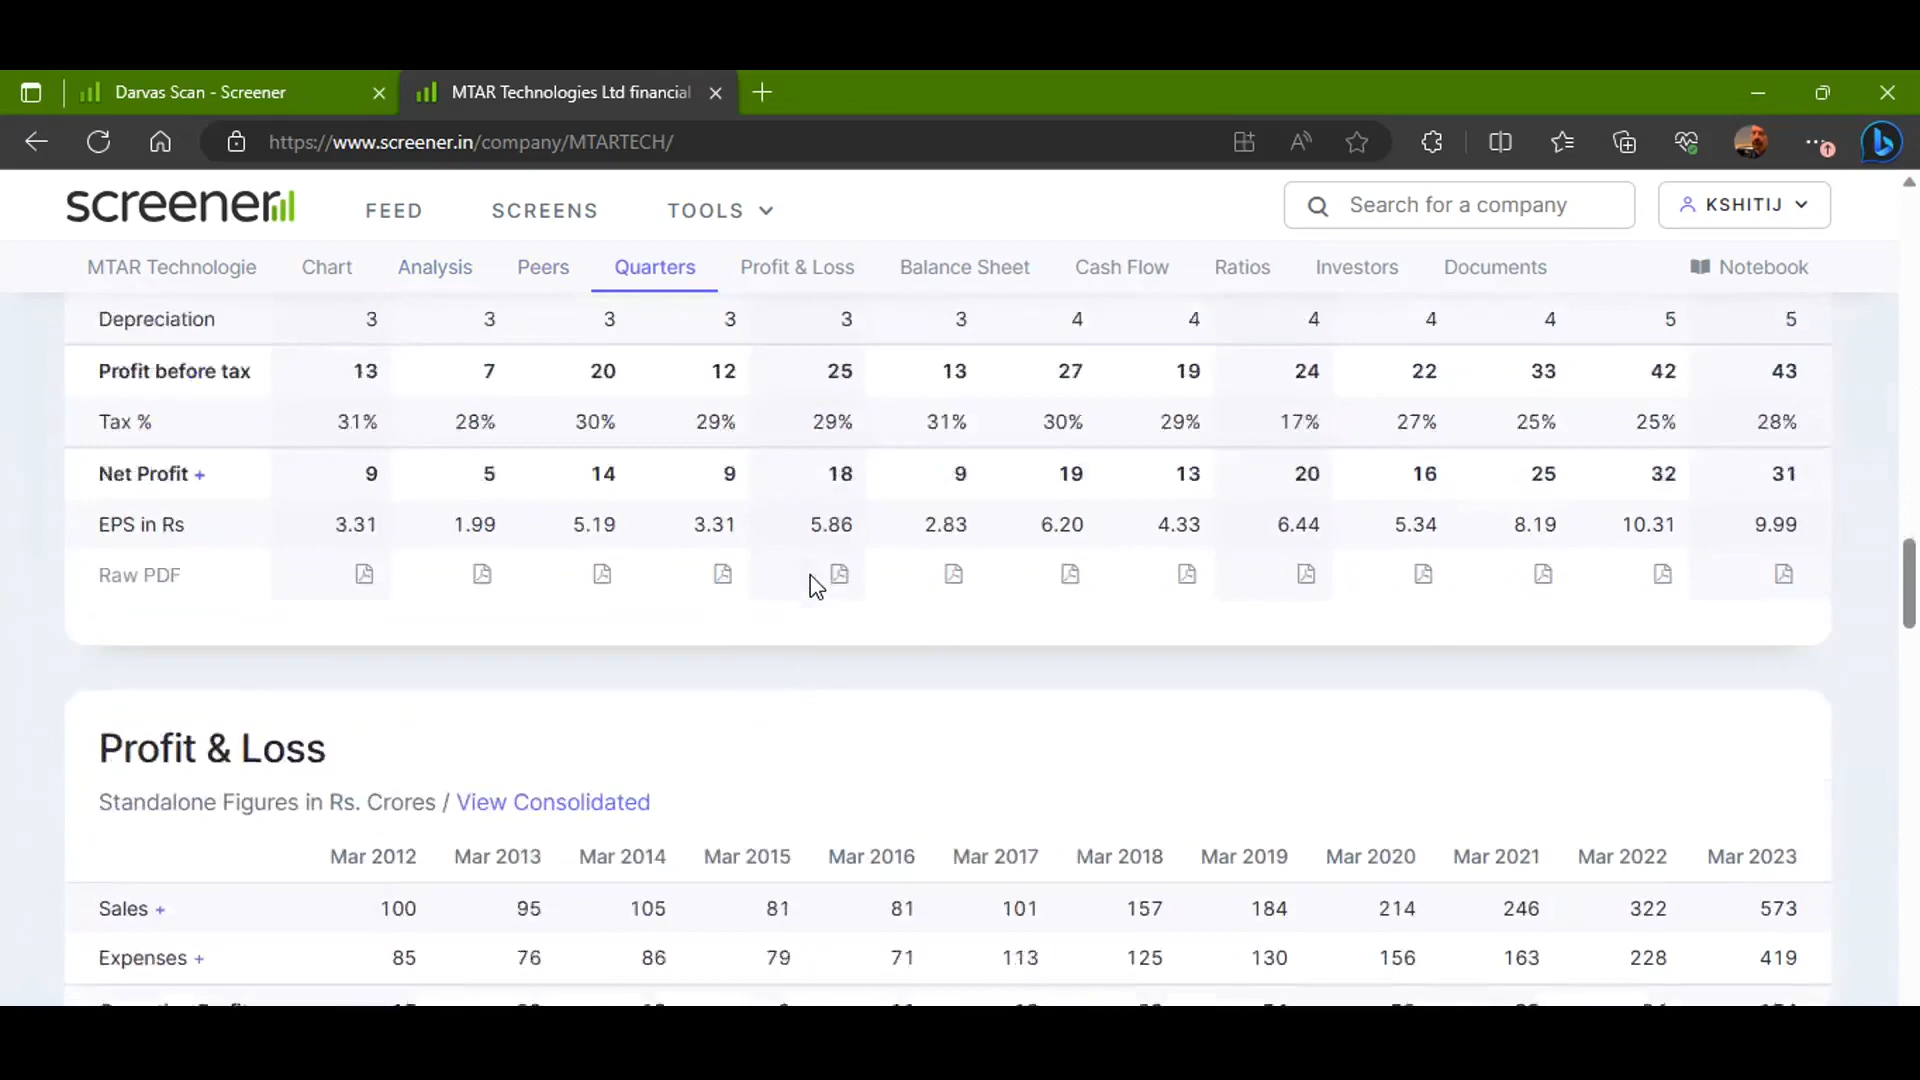 Darvas Scan - Screener
MTAR Technologies Ltd financial
https://www.screener.in/company/MTARTECH/
screener
FEED SCREENS TOOLS
Search for a company
KSHITIJ
MTAR Technologie Chart Analysis Peers Quarters Profit & Loss Balance Sheet Cash Flow Ratios Investors Documents Notebook
Depreciation 3 3 3 3 3 3 4 4 4 4 4 5 5
Profit before tax 13 7 20 12 25 13 27 19 24 22 33 42 43
Tax % 31% 28% 30% 29% 29% 31% 30% 29% 17% 27% 25% 25% 28%
Net Profit + 9 5 14 9 18 9 19 13 20 16 25 32 31
EPS in Rs 3.31 1.99 5.19 3.31 5.86 2.83 6.20 4.33 6.44 5.34 8.19 10.31 9.99
Raw PDF
Profit & Loss
Standalone Figures in Rs. Crores / View Consolidated
Mar 2012 Mar 2013 Mar 2014 Mar 2015 Mar 2016 Mar 2017 Mar 2018 Mar 2019 Mar 2020 Mar 2021 Mar 2022 Mar 2023
Sales + 100 95 105 81 81 101 157 184 214 246 322 573
Expenses + 85 76 86 79 71 113 125 130 156 163 228 419